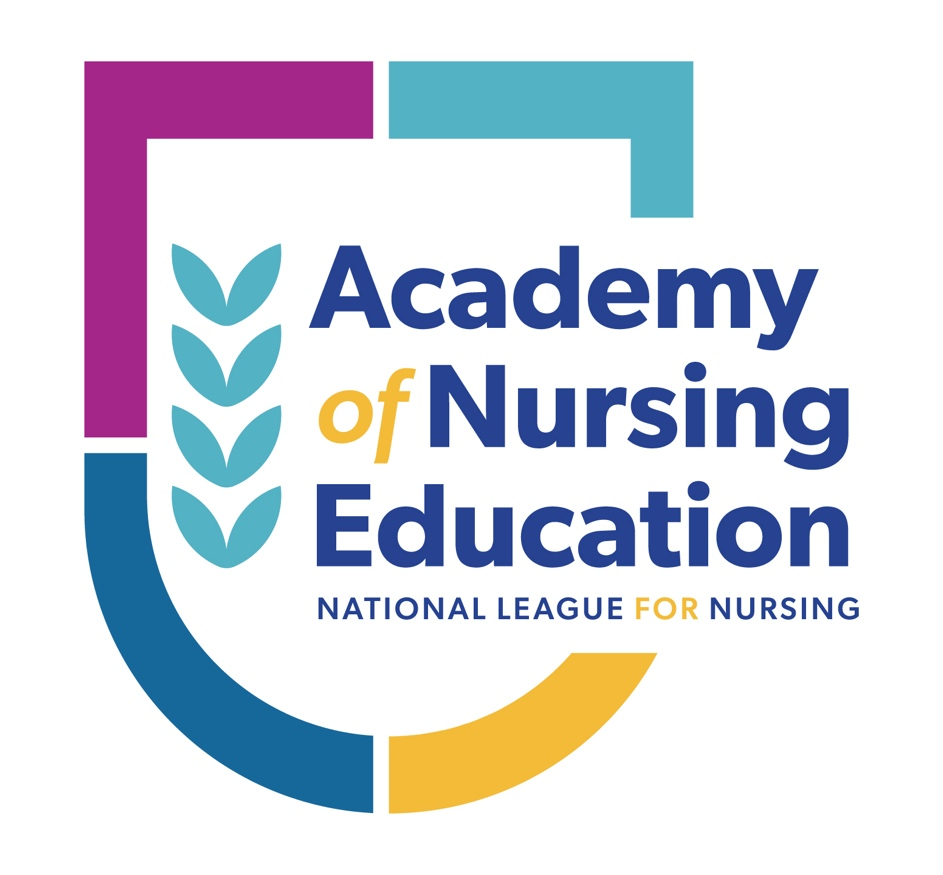 Academy
of Nursing
Education
NATIONAL LEAGUE FOR NURSING